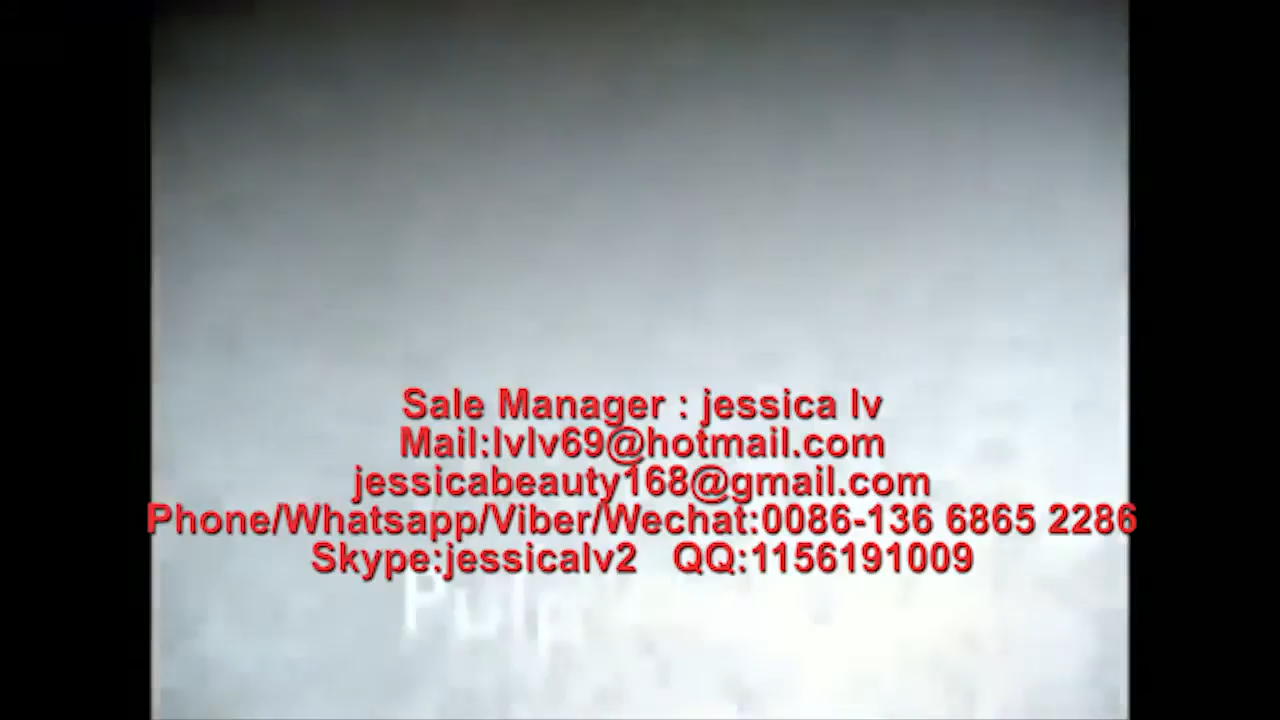 Sale Manager : jessica lv
Mail:lvlv69@hotmail.com
jessicabeauty168@gmail.com
Phone/Whatsapp/Viber/Wechat:0086-136 6865 2286
Skype:jessicalv2 QQ:1156191009
Pulp